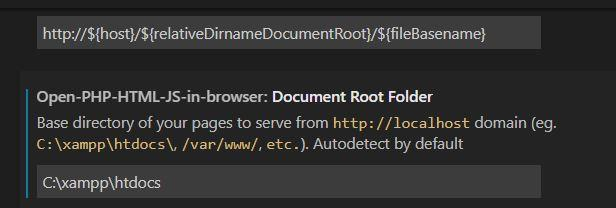 http://${host}/${relativeDirnameDocumentRoot}/${fileBasename}
Open-PHP-HTML-JS-in-browser: Document Root Folder
Base directory of your pages to serve from http://localhost domain (eg.
C:\xampp\htdocs\, /var/www/, etc.). Autodetect by default
C:\xampp\htdocs